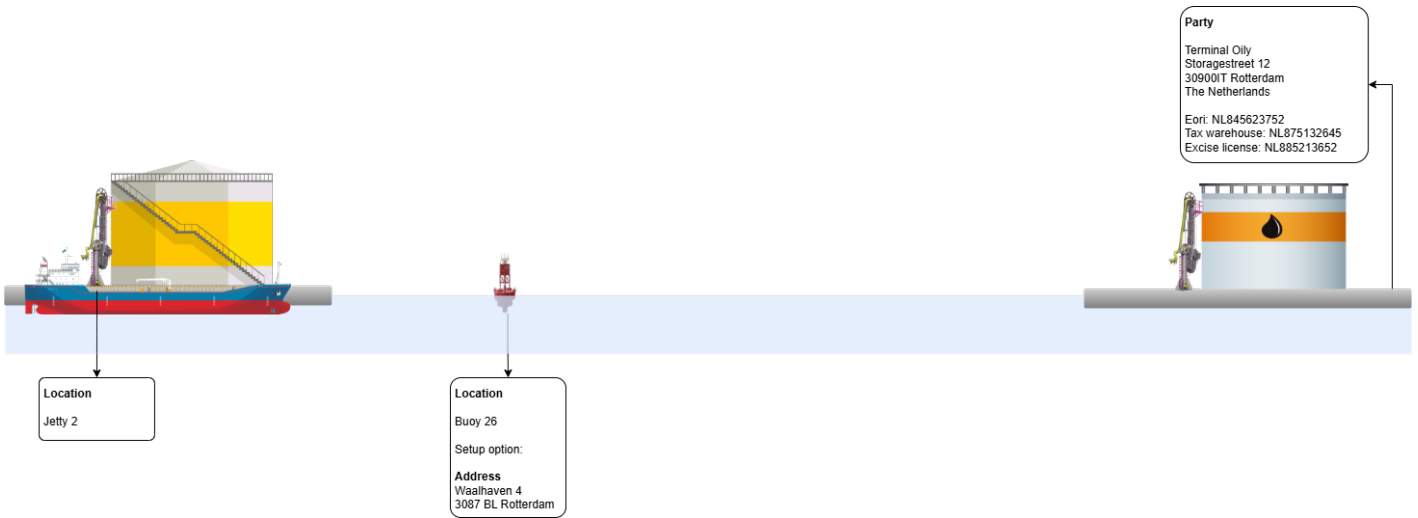 Party
Terminal Oily
Storagestreet 12
30900IT Rotterdam
The Netherlands
Eori: NL845623752
Tax warehouse: NL875132645
Excise license: NL885213652
Location
Jetty 2
Location
Buoy 26
Setup option:
Address
Waalhaven 4
3087 BL Rotterdam